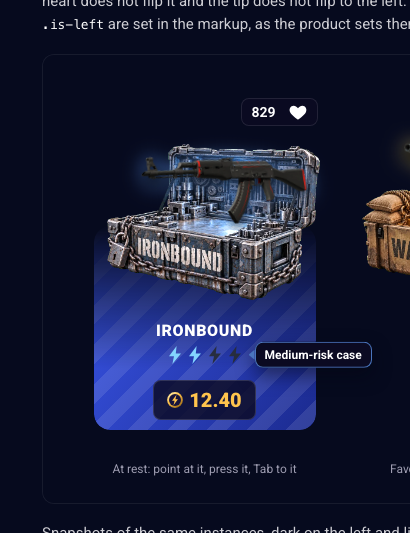 heart does not flip it and the tip does not flip to the left.
.is-left are set in the markup, as the product sets the
829
IRONBOUND
WA
IRONBOUND
Medium-risk case
12.40
At rest: point at it, press it, Tab to it
Fav
Snapshots of the same instances, dark on the left and li